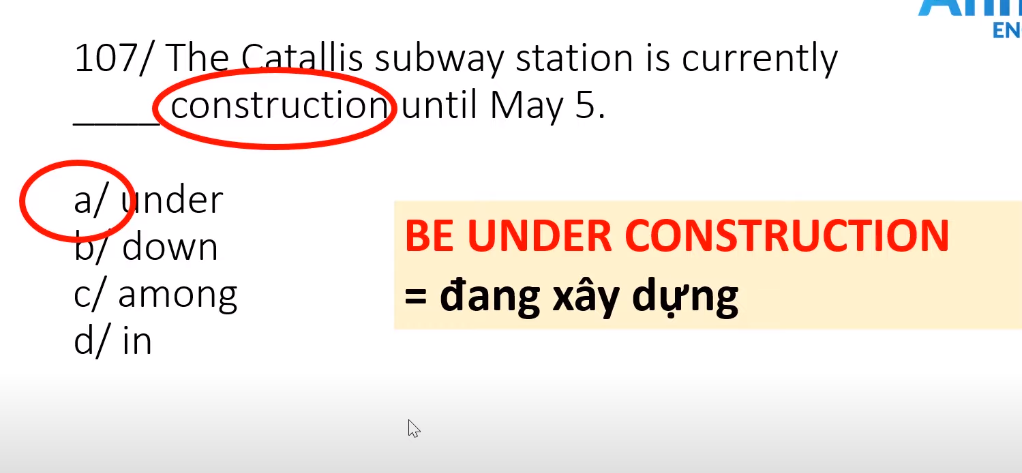 EN
107/ The Catallis subway station is currently
____ construction until May 5.
a/ under
b/ down
c/ among
d/ in
BE UNDER CONSTRUCTION
= đang xây dựng